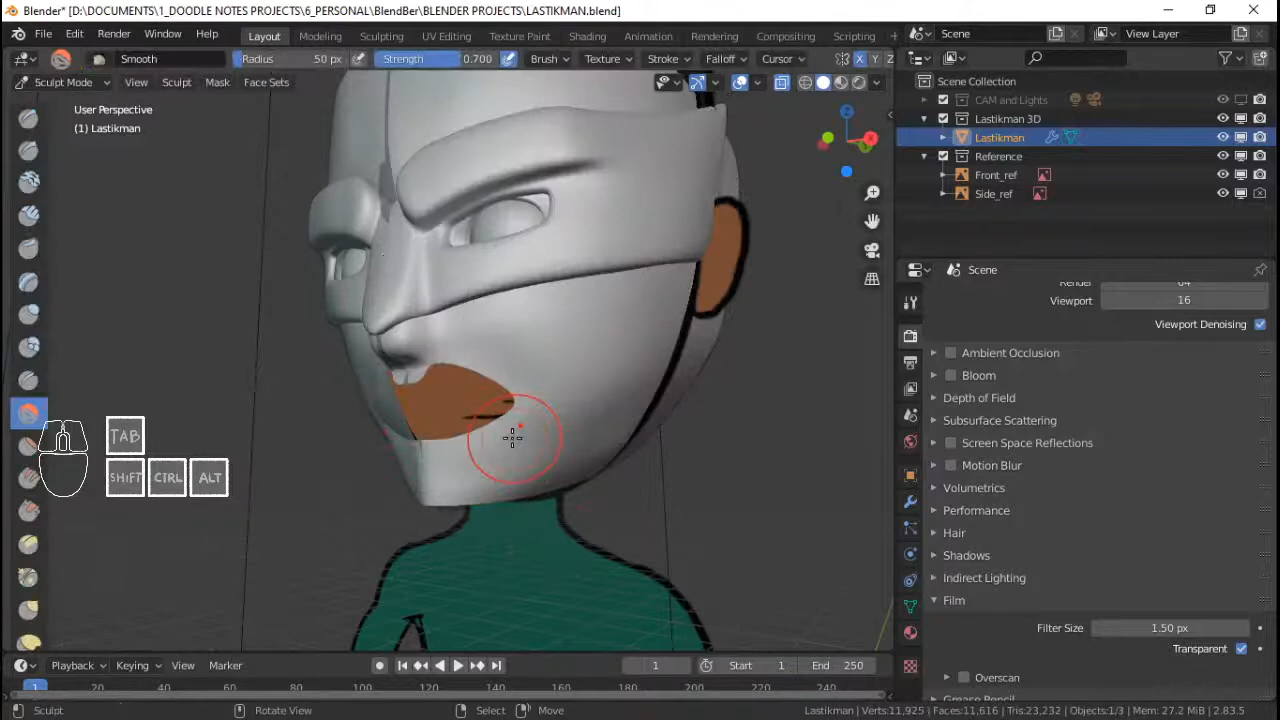 Blender* [D:\DOCUMENTS\1_DOODLE NOTES PROJECTS\6_PERSONAL\BlendBer\BLENDER PROJECTS\LASTIKMAN.blend]
File Edit Render Window Help Layout Modeling Sculpting UV Editing Texture Paint Shading Animation Rendering Compositing Scripting + Scene View Layer
Smooth Radius 50 px Strength 0.700 Brush Texture Stroke Falloff Cursor X Y Z
Sculpt Mode View Sculpt Mask Face Sets
Scene Collection
User Perspective
(1) Lastikman
CAM and Lights
Lastikman 3D
Lastikman
Reference
Front_ref
Side_ref
Scene
Render 64
Viewport 16
Viewport Denoising
Ambient Occlusion
Bloom
Depth of Field
Subsurface Scattering
Screen Space Reflections
Motion Blur
Volumetrics
Performance
Hair
Shadows
Indirect Lighting
Film
Filter Size 1.50 px
Transparent
Overscan
Grease Pencil
TAB
SHIFT CTRL ALT
Playback Keying View Marker 1 Start 1 End 250
1 20 40 60 80 100 120 140 160 180 200 220 240
Sculpt Rotate View Select Move Lastikman | Verts:11,925 | Faces:11,616 | Tris:23,232 | Objects:1/3 | Mem: 27.2 MiB | 2.83.5